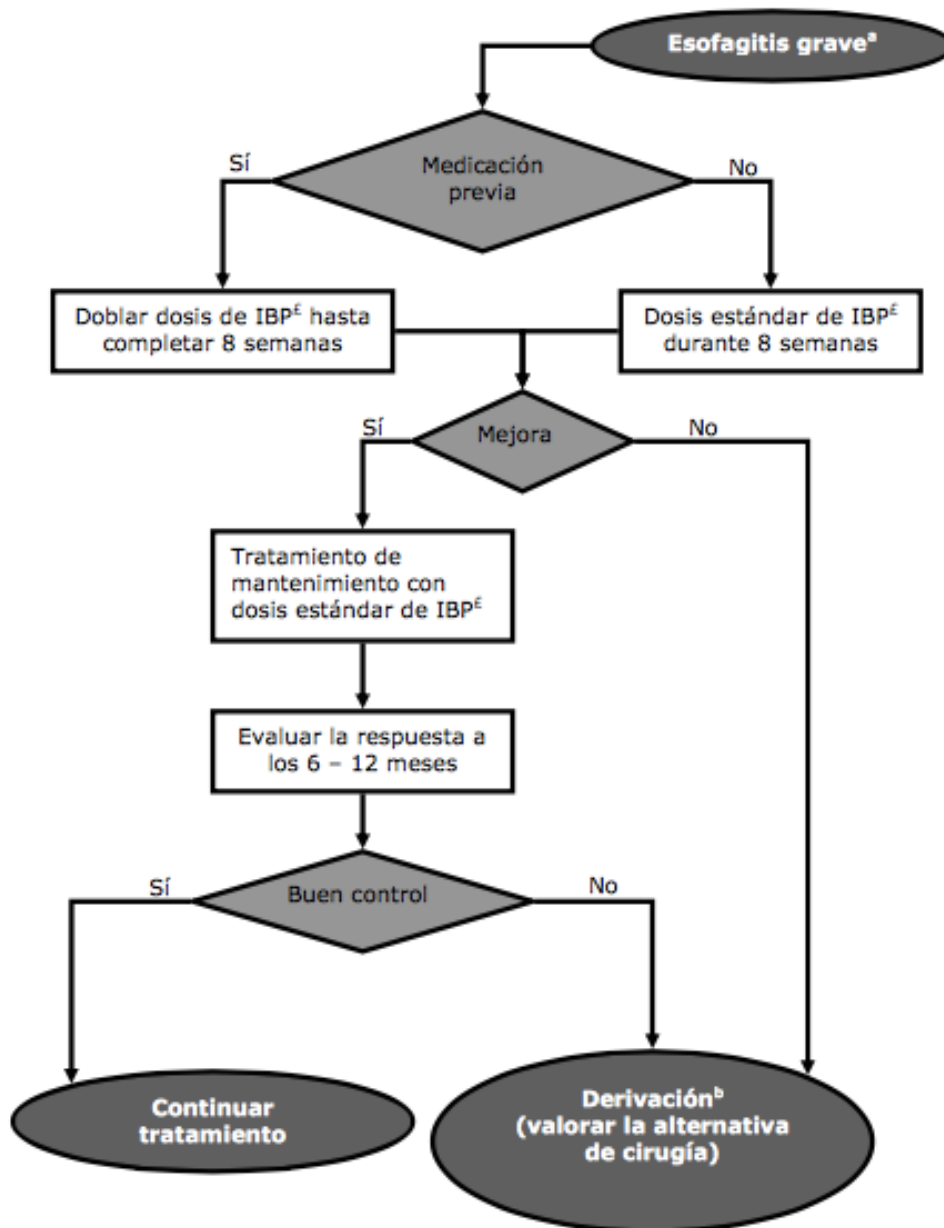 Esofagitis graveª
Medicación
previa
Sí
No
Doblar dosis de IBP£ hasta
completar 8 semanas
Dosis estándar de IBP£
durante 8 semanas
Mejora
Sí
No
Tratamiento de
mantenimiento con
dosis estándar de IBP£
Evaluar la respuesta a
los 6 – 12 meses
Buen control
Sí
No
Continuar
tratamiento
Derivaciónᵇ
(valorar la alternativa
de cirugía)